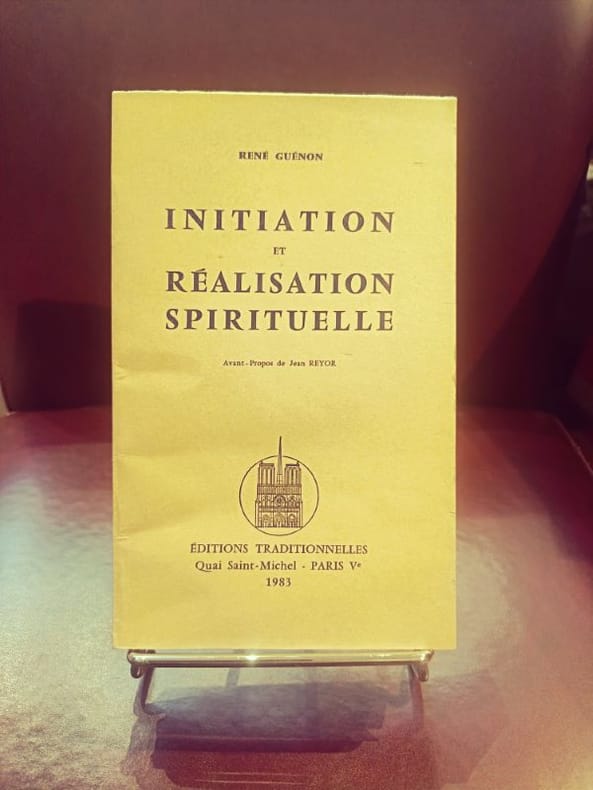 RENÉ GUÉNON
INITIATION
ET
RÉALISATION
SPIRITUELLE
Avant-Propos de Jean REYOR
ÉDITIONS TRADITIONNELLES
Quai Saint-Michel - PARIS Vᵉ
1983